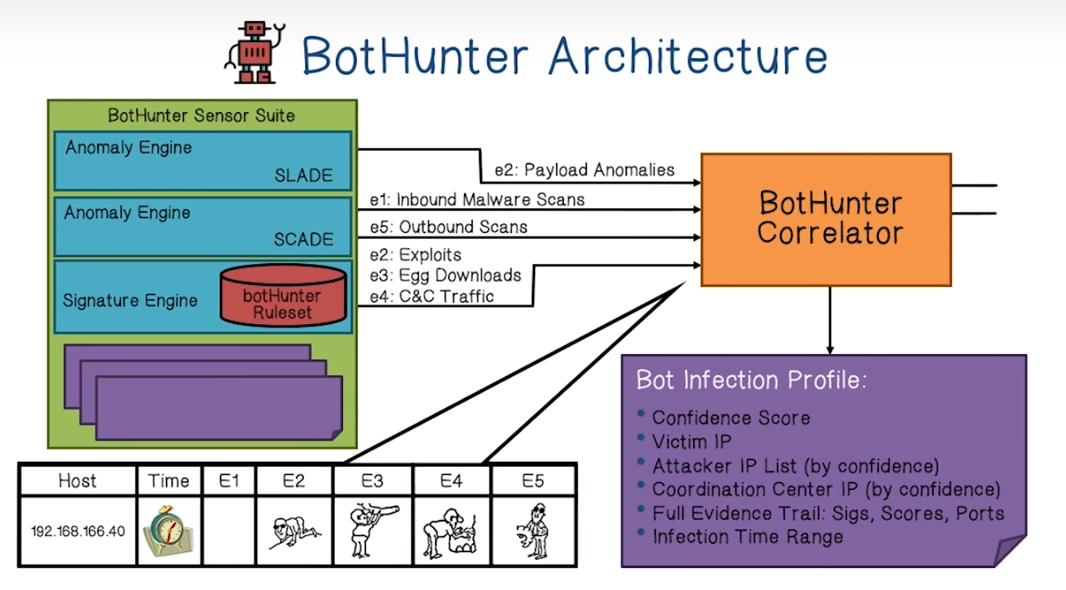 BotHunter Architecture
BotHunter Sensor Suite
Anomaly Engine
SLADE
Anomaly Engine
SCADE
Signature Engine
botHunter
Ruleset
e2: Payload Anomalies
e1: Inbound Malware Scans
e5: Outbound Scans
e2: Exploits
e3: Egg Downloads
e4: C&C Traffic
BotHunter
Correlator
Bot Infection Profile:
• Confidence Score
• Victim IP
• Attacker IP List (by confidence)
• Coordination Center IP (by confidence)
• Full Evidence Trail: Sigs, Scores, Ports
• Infection Time Range
Host Time E1 E2 E3 E4 E5
192.168.166.40